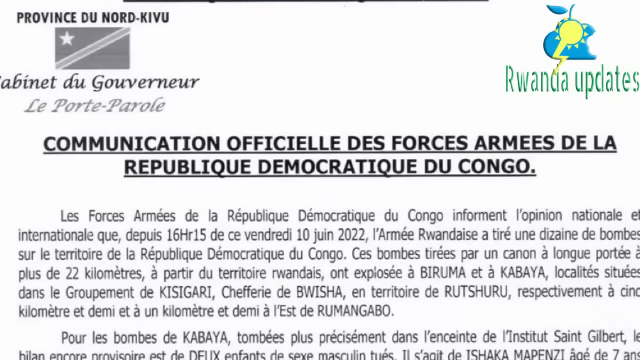 PROVINCE DU NORD-KIVU
Cabinet du Gouverneur
Le Porte-Parole
Rwanda updates
COMMUNICATION OFFICIELLE DES FORCES ARMEES DE LA
REPUBLIQUE DEMOCRATIQUE DU CONGO.
Les Forces Armées de la République Démocratique du Congo informent l'opinion nationale et
internationale que, depuis 16Hr15 de ce vendredi 10 juin 2022, l'Armée Rwandaise a tiré une dizaine de bombes
sur le territoire de la République Démocratique du Congo. Ces bombes tirées par un canon à longue portée à
plus de 22 kilomètres, à partir du territoire rwandais, ont explosée à BIRUMA et à KABAYA, localités situées
dans le Groupement de KISIGARI, Chefferie de BWISHA, en territoire de RUTSHURU, respectivement à cinq
kilomètre et demi et à un kilomètre et demi à l'Est de RUMANGABO.
Pour les bombes de KABAYA, tombées plus précisément dans l'enceinte de l'Institut Saint Gilbert, le
bilan encore provisoire est de DEUX enfants de sexe masculin tués. Il s'agit de ISHAKA MAPENZI âgé de 7 ans